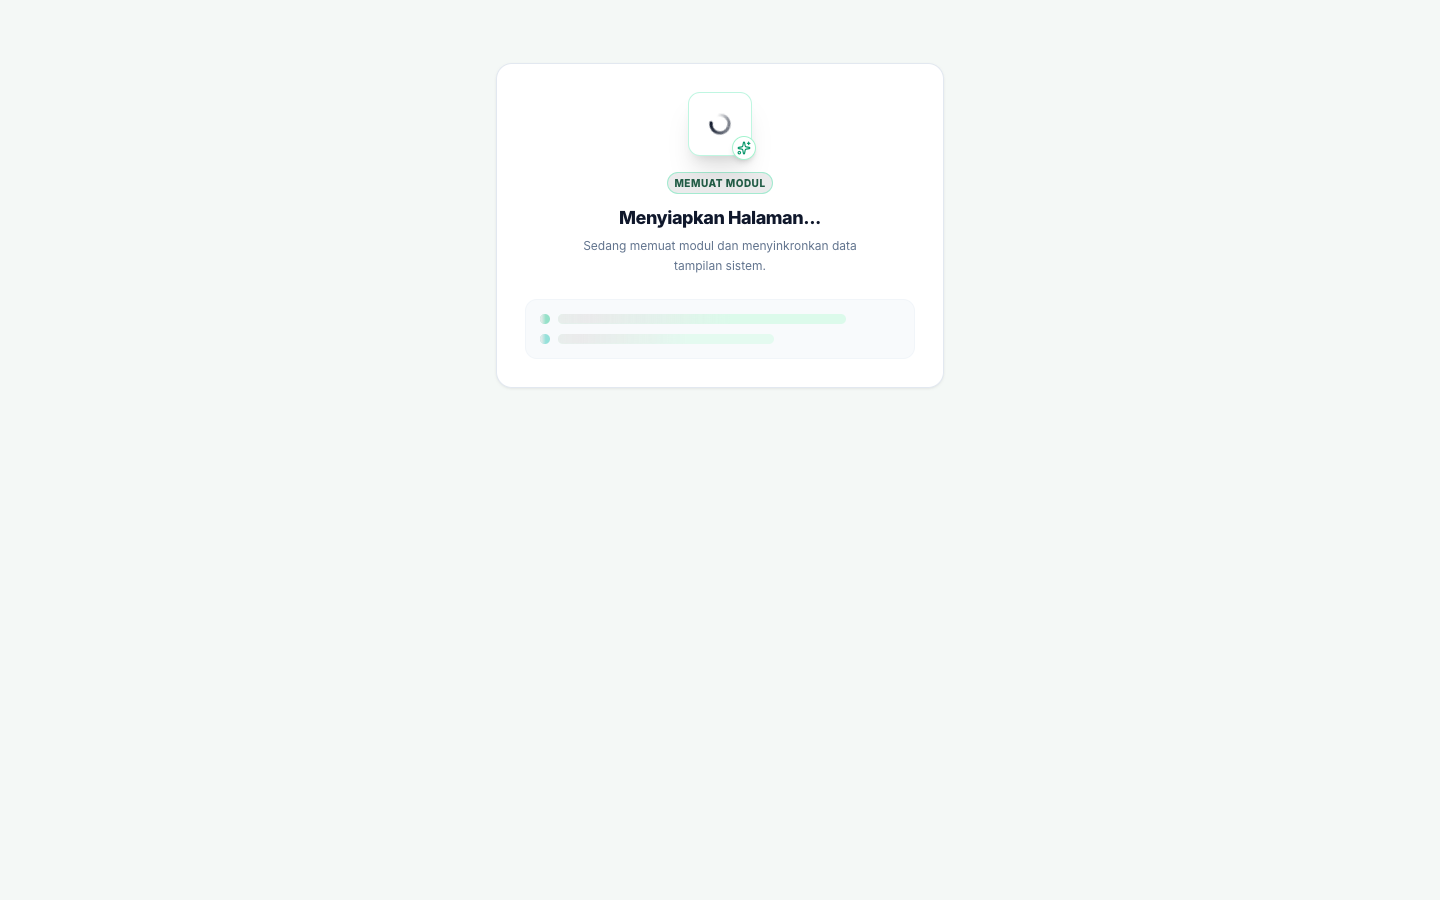 MEMUAT MODUL
Menyiapkan Halaman...
Sedang memuat modul dan menyinkronkan data
tampilan sistem.